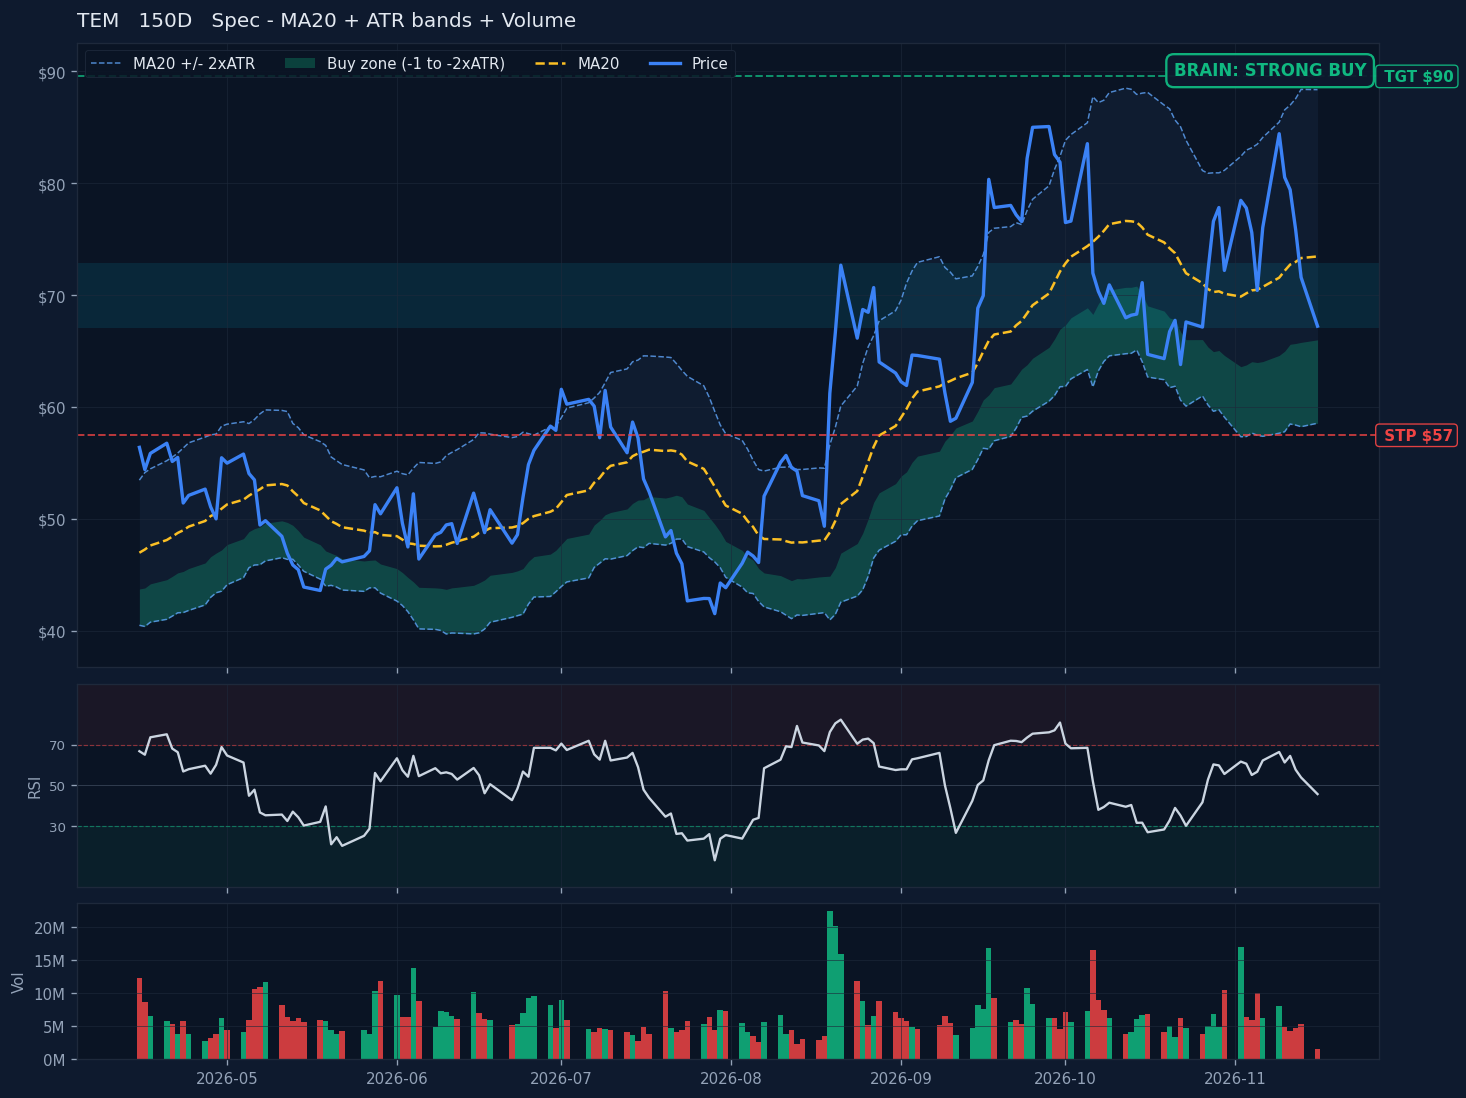 TEM   150D   Spec - MA20 + ATR bands + Volume
MA20 +/- 2xATR
Buy zone (-1 to -2xATR)
MA20
Price
BRAIN: STRONG BUY
TGT $90
STP $57
$90
$80
$70
$60
$50
$40
RSI
70
50
30
Vol
20M
15M
10M
5M
0M
2026-05
2026-06
2026-07
2026-08
2026-09
2026-10
2026-11